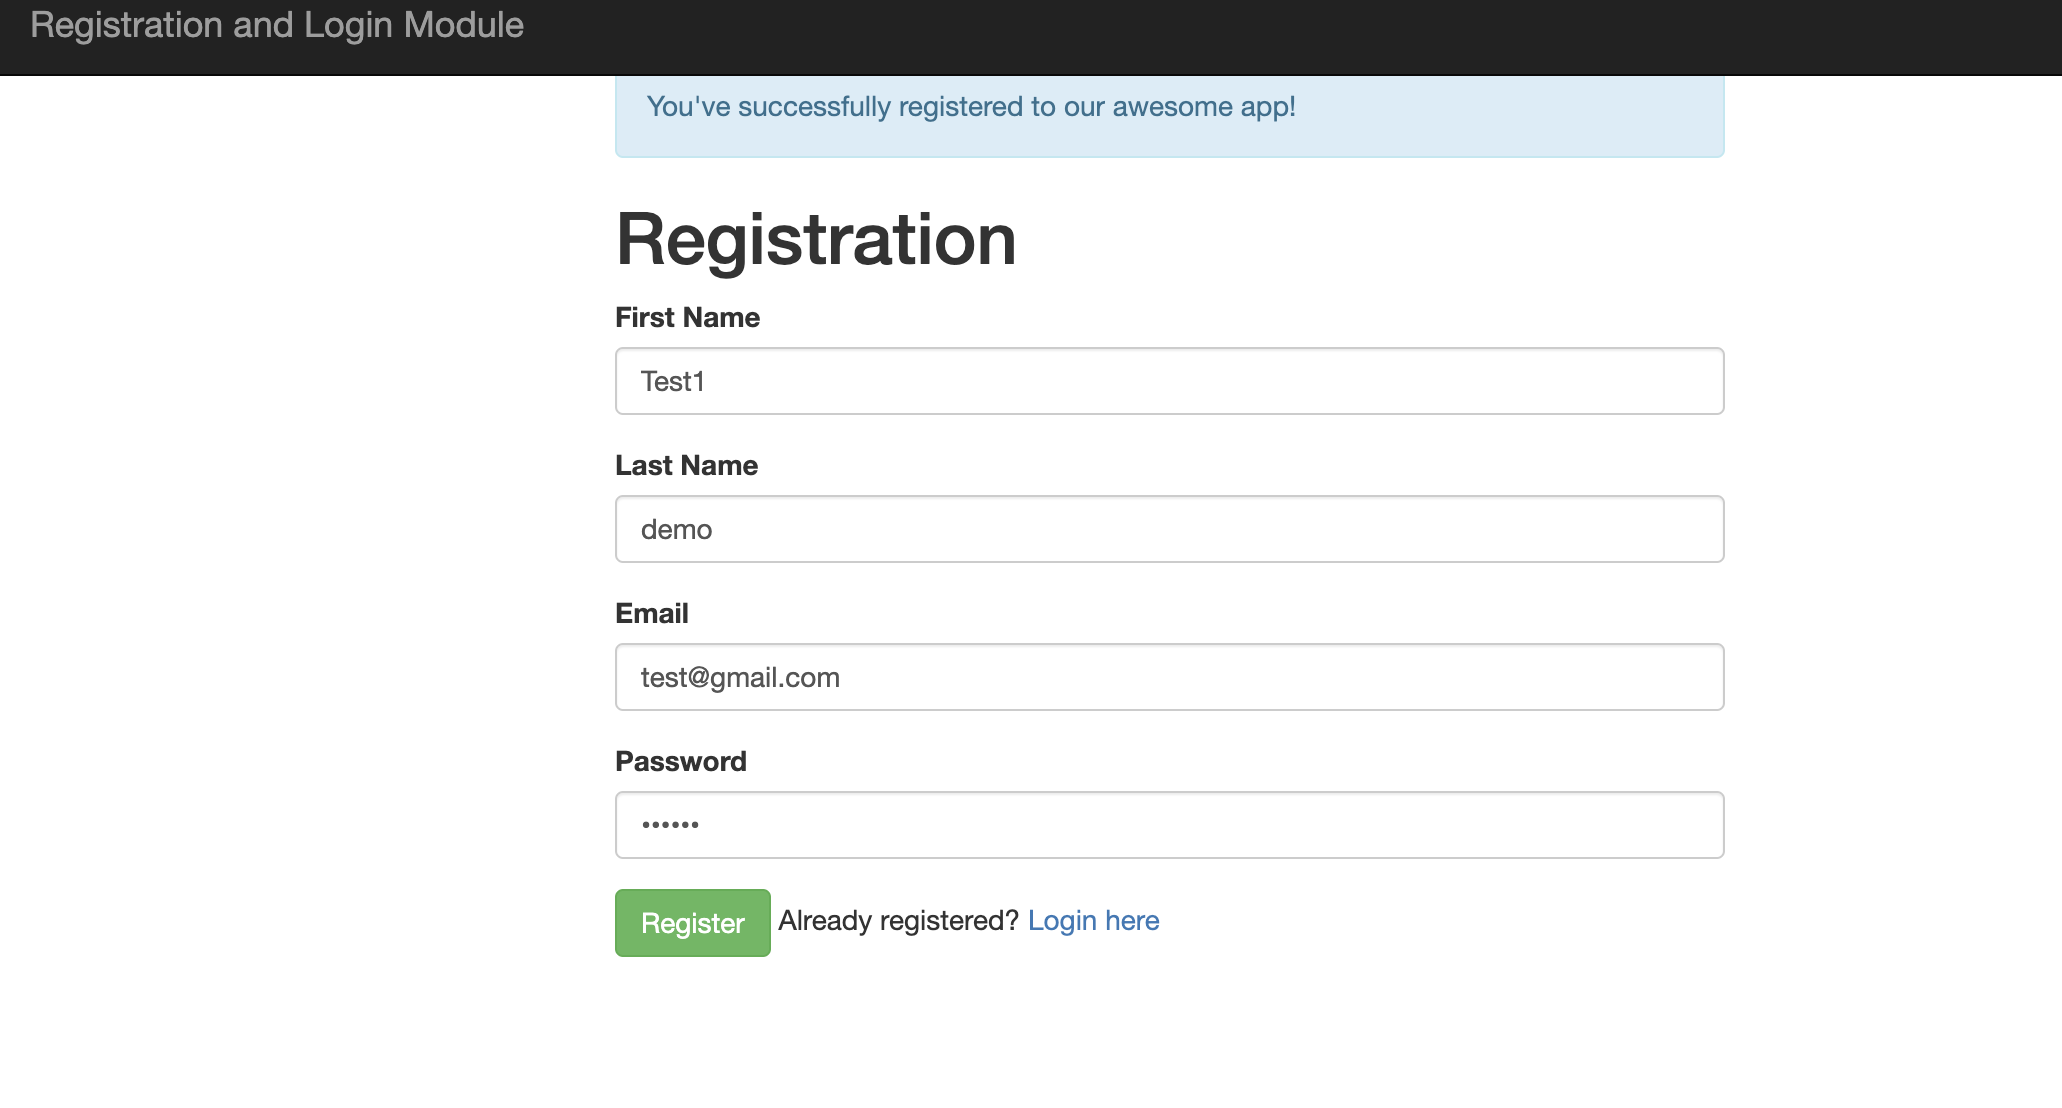 Registration and Login Module
You've successfully registered to our awesome app!
Registration
First Name
Test1
Last Name
demo
Email
test@gmail.com
Password
••••••
Register Already registered? Login here